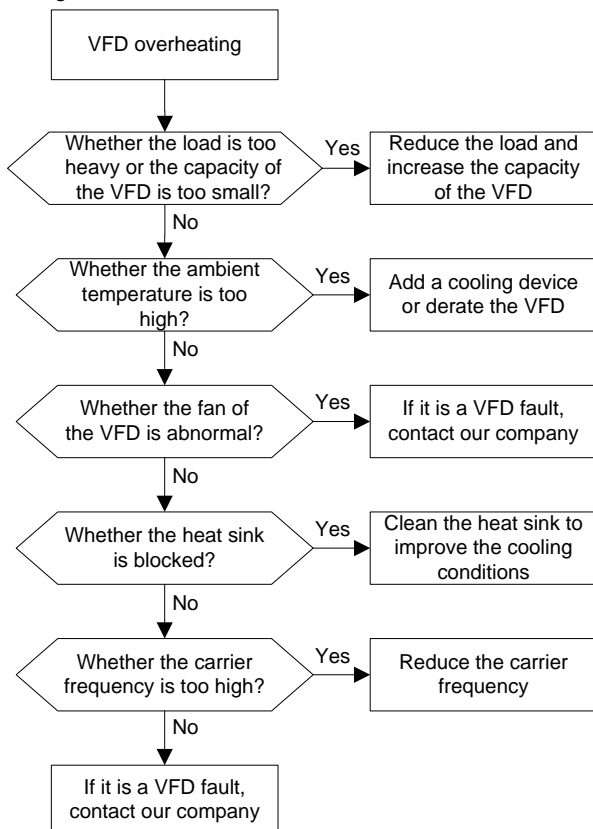 VFD overheating
Whether the load is too
heavy or the capacity of
the VFD is too small?
Yes
Reduce the load and
increase the capacity
of the VFD
No
Whether the ambient
temperature is too
high?
Yes
Add a cooling device
or derate the VFD
No
Whether the fan of
the VFD is abnormal?
Yes
If it is a VFD fault,
contact our company
No
Whether the heat sink
is blocked?
Yes
Clean the heat sink to
improve the cooling
conditions
No
Whether the carrier
frequency is too high?
Yes
Reduce the carrier
frequency
No
If it is a VFD fault,
contact our company